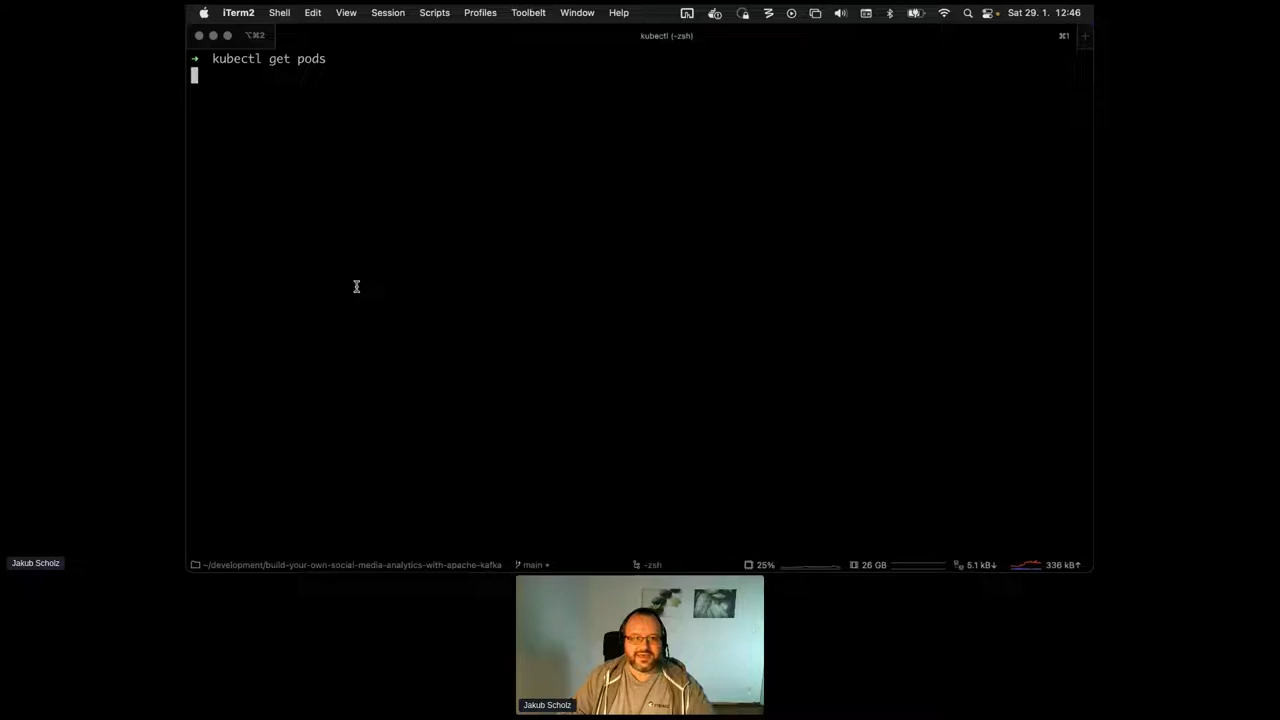 iTerm2 Shell Edit View Session Scripts Profiles Toolbelt Window Help Sat 29. 1. 12:46
⌥⌘2 kubectl (-zsh) ⌘1
→ kubectl get pods
~/development/build-your-own-social-media-analytics-with-apache-kafka main • -zsh 25% 26 GB 5.1 kB↓ 336 kB↑
Jakub Scholz
Jakub Scholz